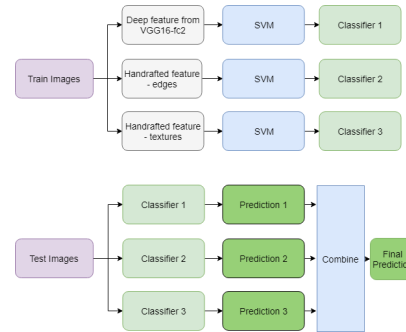 Deep feature from
VGG16-fc2
SVM
Classifier 1
Train Images
Handrafted feature
- edges
SVM
Classifier 2
Handrafted feature
- textures
SVM
Classifier 3
Classifier 1
Prediction 1
Test Images
Classifier 2
Prediction 2
Combine
Final
Prediction
Classifier 3
Prediction 3